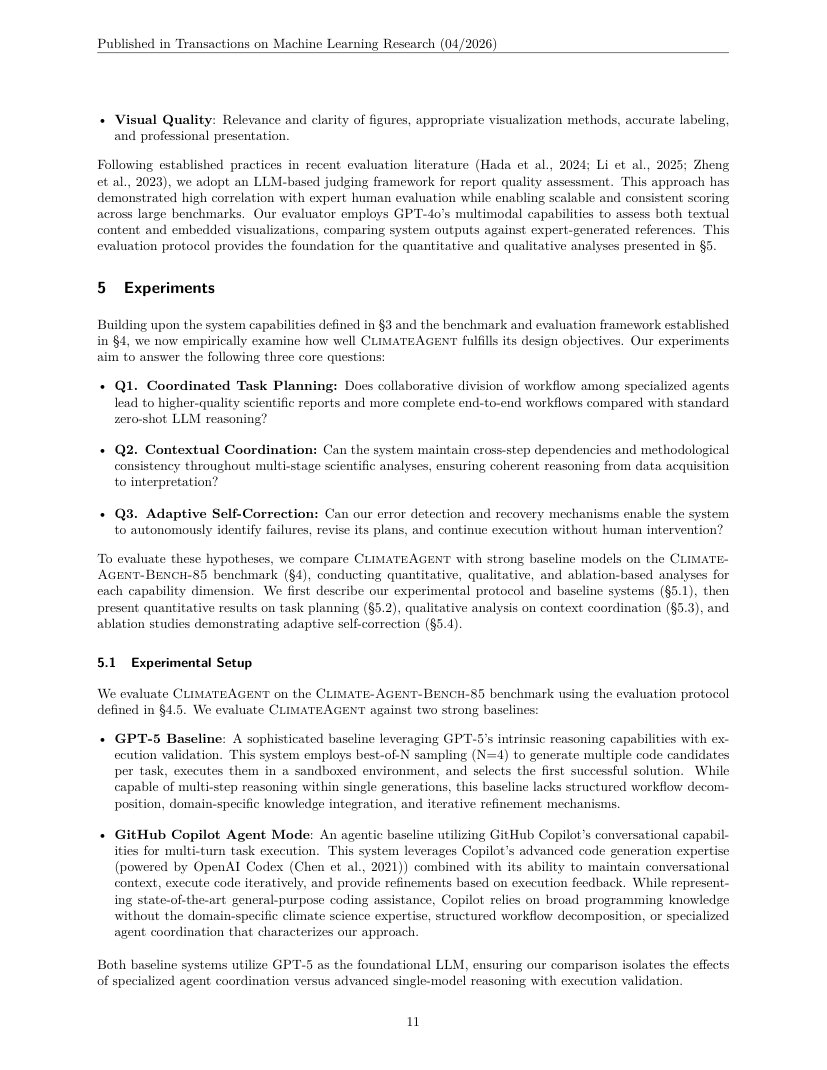 Published in Transactions on Machine Learning Research (04/2026)
• Visual Quality: Relevance and clarity of figures, appropriate visualization methods, accurate labeling,
and professional presentation.
Following established practices in recent evaluation literature (Hada et al., 2024; Li et al., 2025; Zheng
et al., 2023), we adopt an LLM-based judging framework for report quality assessment. This approach has
demonstrated high correlation with expert human evaluation while enabling scalable and consistent scoring
across large benchmarks. Our evaluator employs GPT-4o's multimodal capabilities to assess both textual
content and embedded visualizations, comparing system outputs against expert-generated references. This
evaluation protocol provides the foundation for the quantitative and qualitative analyses presented in §5.
5 Experiments
Building upon the system capabilities defined in §3 and the benchmark and evaluation framework established
in §4, we now empirically examine how well CLIMATEAGENT fulfills its design objectives. Our experiments
aim to answer the following three core questions:
• Q1. Coordinated Task Planning: Does collaborative division of workflow among specialized agents
lead to higher-quality scientific reports and more complete end-to-end workflows compared with standard
zero-shot LLM reasoning?
• Q2. Contextual Coordination: Can the system maintain cross-step dependencies and methodological
consistency throughout multi-stage scientific analyses, ensuring coherent reasoning from data acquisition
to interpretation?
• Q3. Adaptive Self-Correction: Can our error detection and recovery mechanisms enable the system
to autonomously identify failures, revise its plans, and continue execution without human intervention?
To evaluate these hypotheses, we compare CLIMATEAGENT with strong baseline models on the CLIMATE-
AGENT-BENCH-85 benchmark (§4), conducting quantitative, qualitative, and ablation-based analyses for
each capability dimension. We first describe our experimental protocol and baseline systems (§5.1), then
present quantitative results on task planning (§5.2), qualitative analysis on context coordination (§5.3), and
ablation studies demonstrating adaptive self-correction (§5.4).
5.1 Experimental Setup
We evaluate CLIMATEAGENT on the CLIMATE-AGENT-BENCH-85 benchmark using the evaluation protocol
defined in §4.5. We evaluate CLIMATEAGENT against two strong baselines:
• GPT-5 Baseline: A sophisticated baseline leveraging GPT-5's intrinsic reasoning capabilities with ex-
ecution validation. This system employs best-of-N sampling (N=4) to generate multiple code candidates
per task, executes them in a sandboxed environment, and selects the first successful solution. While
capable of multi-step reasoning within single generations, this baseline lacks structured workflow decom-
position, domain-specific knowledge integration, and iterative refinement mechanisms.
• GitHub Copilot Agent Mode: An agentic baseline utilizing GitHub Copilot's conversational capabil-
ities for multi-turn task execution. This system leverages Copilot's advanced code generation expertise
(powered by OpenAI Codex (Chen et al., 2021)) combined with its ability to maintain conversational
context, execute code iteratively, and provide refinements based on execution feedback. While represent-
ing state-of-the-art general-purpose coding assistance, Copilot relies on broad programming knowledge
without the domain-specific climate science expertise, structured workflow decomposition, or specialized
agent coordination that characterizes our approach.
Both baseline systems utilize GPT-5 as the foundational LLM, ensuring our comparison isolates the effects
of specialized agent coordination versus advanced single-model reasoning with execution validation.
11